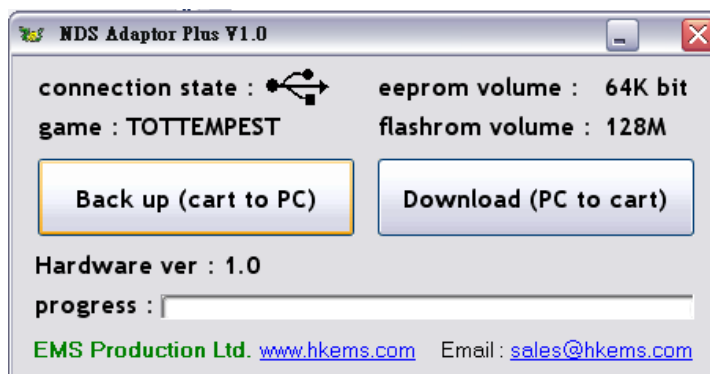 NDS Adaptor Plus V1.0
connection state : eeprom volume : 64K bit
game : TOTTEMPEST flashrom volume : 128M
Back up (cart to PC) Download (PC to cart)
Hardware ver : 1.0
progress :
EMS Production Ltd. www.hkems.com Email : sales@hkems.com